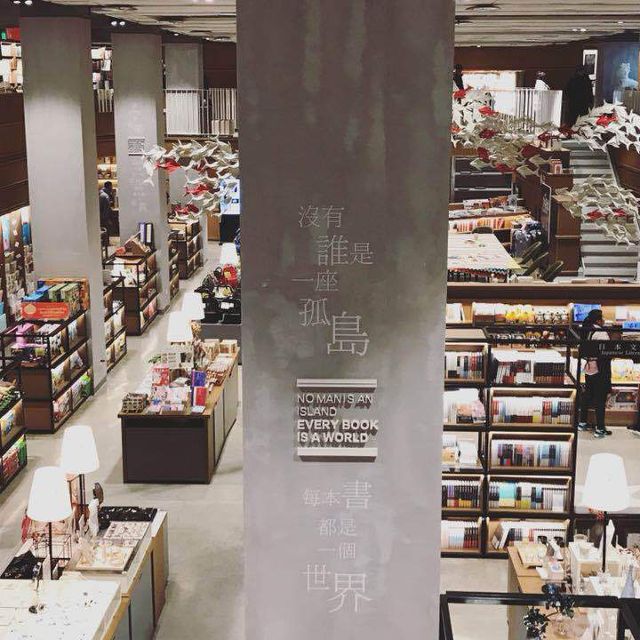 沒有
誰是
一座
孤
島
NO MAN IS AN
ISLAND
EVERY BOOK
IS A WORLD
每本書
都是
一個
世界